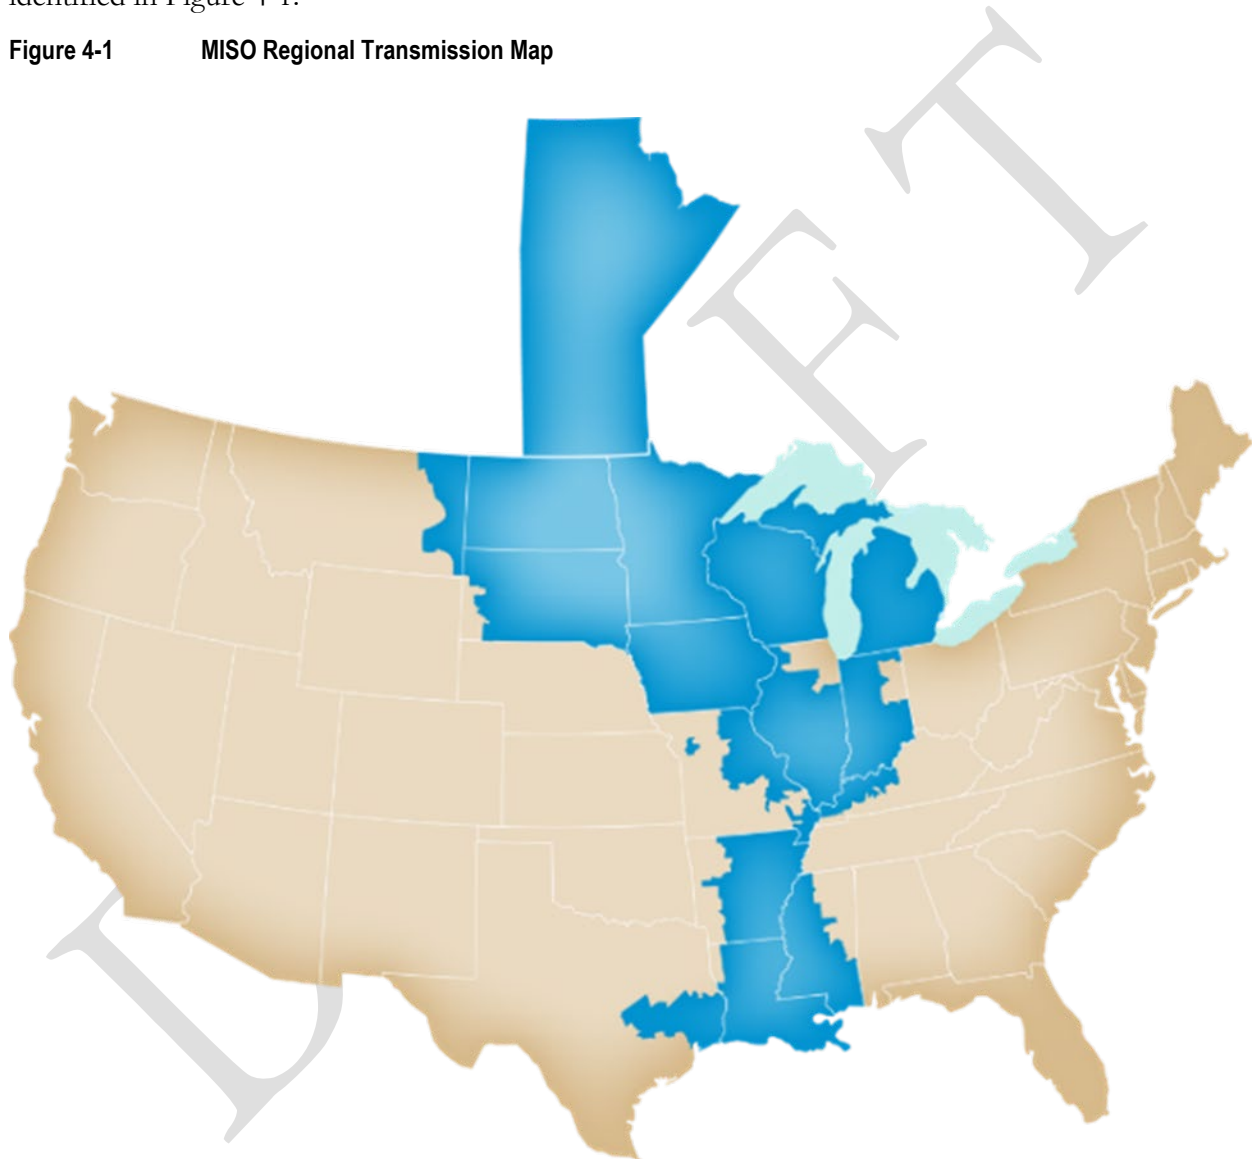 identified in Figure 4-1.
Figure 4-1 MISO Regional Transmission Map
DRAFT